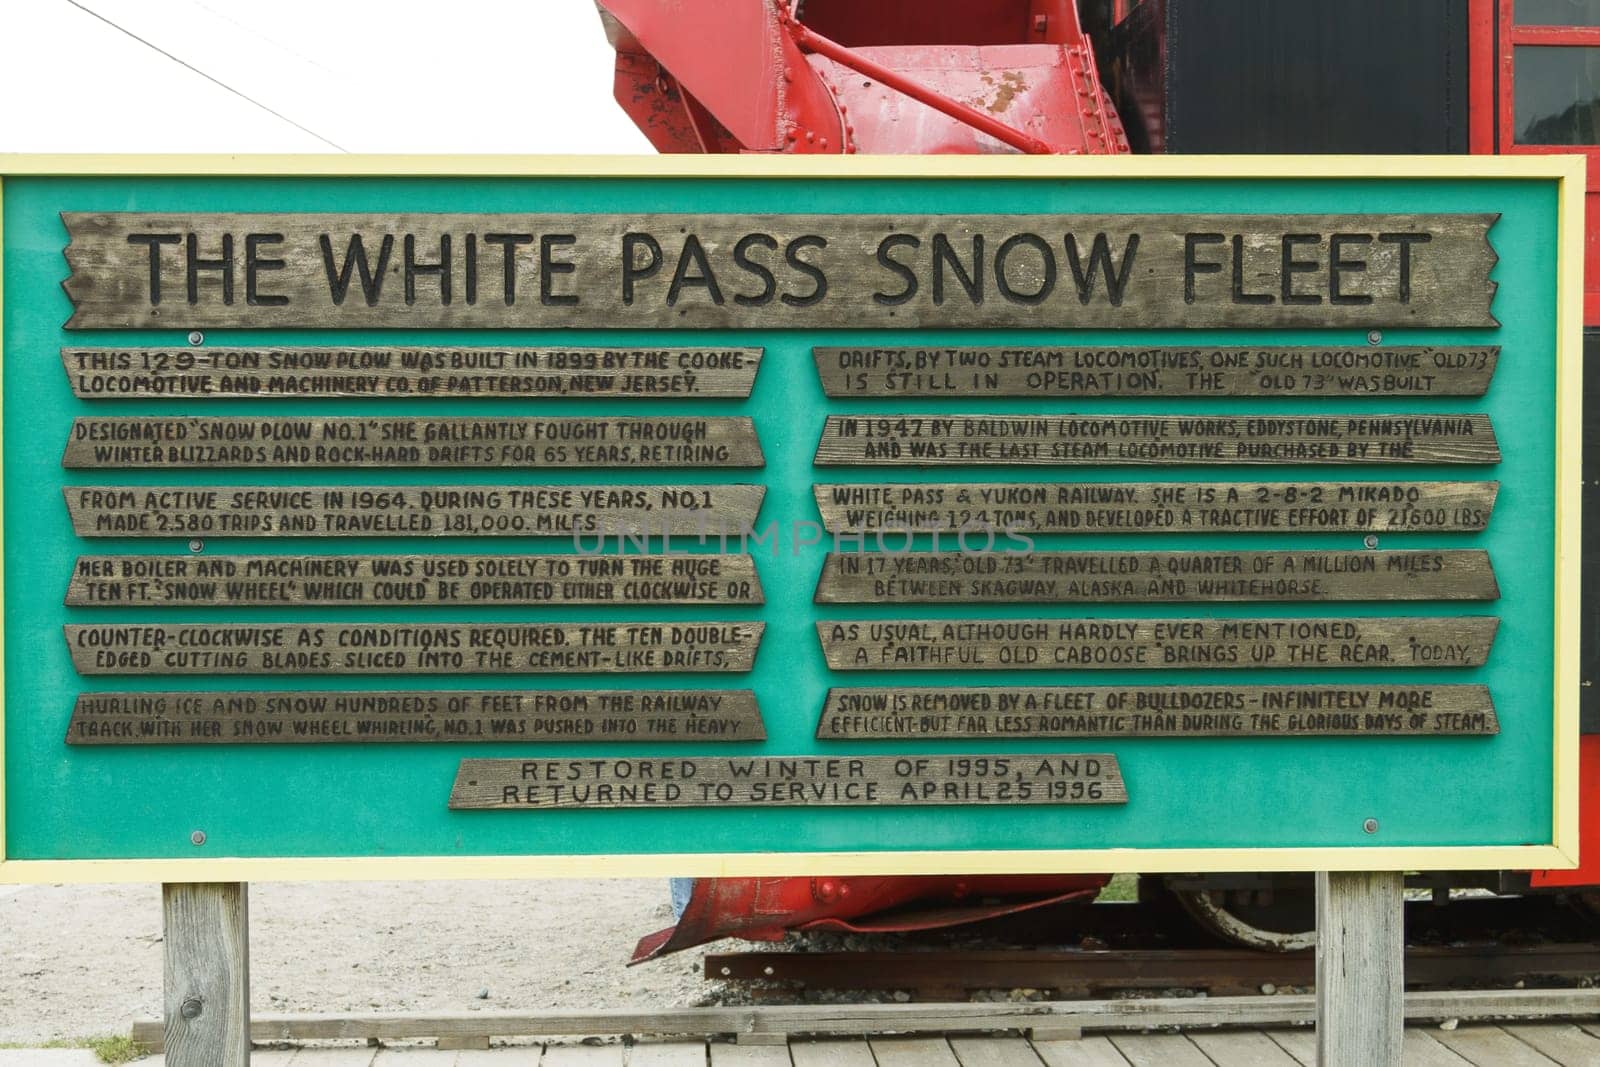 THE WHITE PASS SNOW FLEET
THIS 129-TON SNOW PLOW WAS BUILT IN 1899 BY THE COOKE-
LOCOMOTIVE AND MACHINERY CO. OF PATTERSON, NEW JERSEY.
DESIGNATED "SNOW PLOW NO.1" SHE GALLANTLY FOUGHT THROUGH
WINTER BLIZZARDS AND ROCK-HARD DRIFTS FOR 65 YEARS, RETIRING
FROM ACTIVE SERVICE IN 1964. DURING THESE YEARS, NO.1
MADE 2,580 TRIPS AND TRAVELLED 181,000. MILES.
HER BOILER AND MACHINERY WAS USED SOLELY TO TURN THE HUGE
TEN FT. "SNOW WHEEL" WHICH COULD BE OPERATED EITHER CLOCKWISE OR
COUNTER-CLOCKWISE AS CONDITIONS REQUIRED. THE TEN DOUBLE-
EDGED CUTTING BLADES SLICED INTO THE CEMENT-LIKE DRIFTS,
HURLING ICE AND SNOW HUNDREDS OF FEET FROM THE RAILWAY
TRACK. WITH HER SNOW WHEEL WHIRLING, NO.1 WAS PUSHED INTO THE HEAVY
DRIFTS, BY TWO STEAM LOCOMOTIVES, ONE SUCH LOCOMOTIVE "OLD 73"
IS STILL IN OPERATION. THE "OLD 73" WAS BUILT
IN 1947 BY BALDWIN LOCOMOTIVE WORKS, EDDYSTONE, PENNSYLVANIA
AND WAS THE LAST STEAM LOCOMOTIVE PURCHASED BY THE
WHITE PASS & YUKON RAILWAY. SHE IS A 2-8-2 MIKADO
WEIGHING 124 TONS, AND DEVELOPED A TRACTIVE EFFORT OF 21,600 LBS.
IN 17 YEARS, "OLD 73" TRAVELLED A QUARTER OF A MILLION MILES
BETWEEN SKAGWAY, ALASKA AND WHITEHORSE.
AS USUAL, ALTHOUGH HARDLY EVER MENTIONED,
A FAITHFUL OLD CABOOSE BRINGS UP THE REAR. TODAY,
SNOW IS REMOVED BY A FLEET OF BULLDOZERS - INFINITELY MORE
EFFICIENT-BUT FAR LESS ROMANTIC THAN DURING THE GLORIOUS DAYS OF STEAM.
RESTORED WINTER OF 1995, AND
RETURNED TO SERVICE APRIL 25 1996
UNLIMPHOTOS